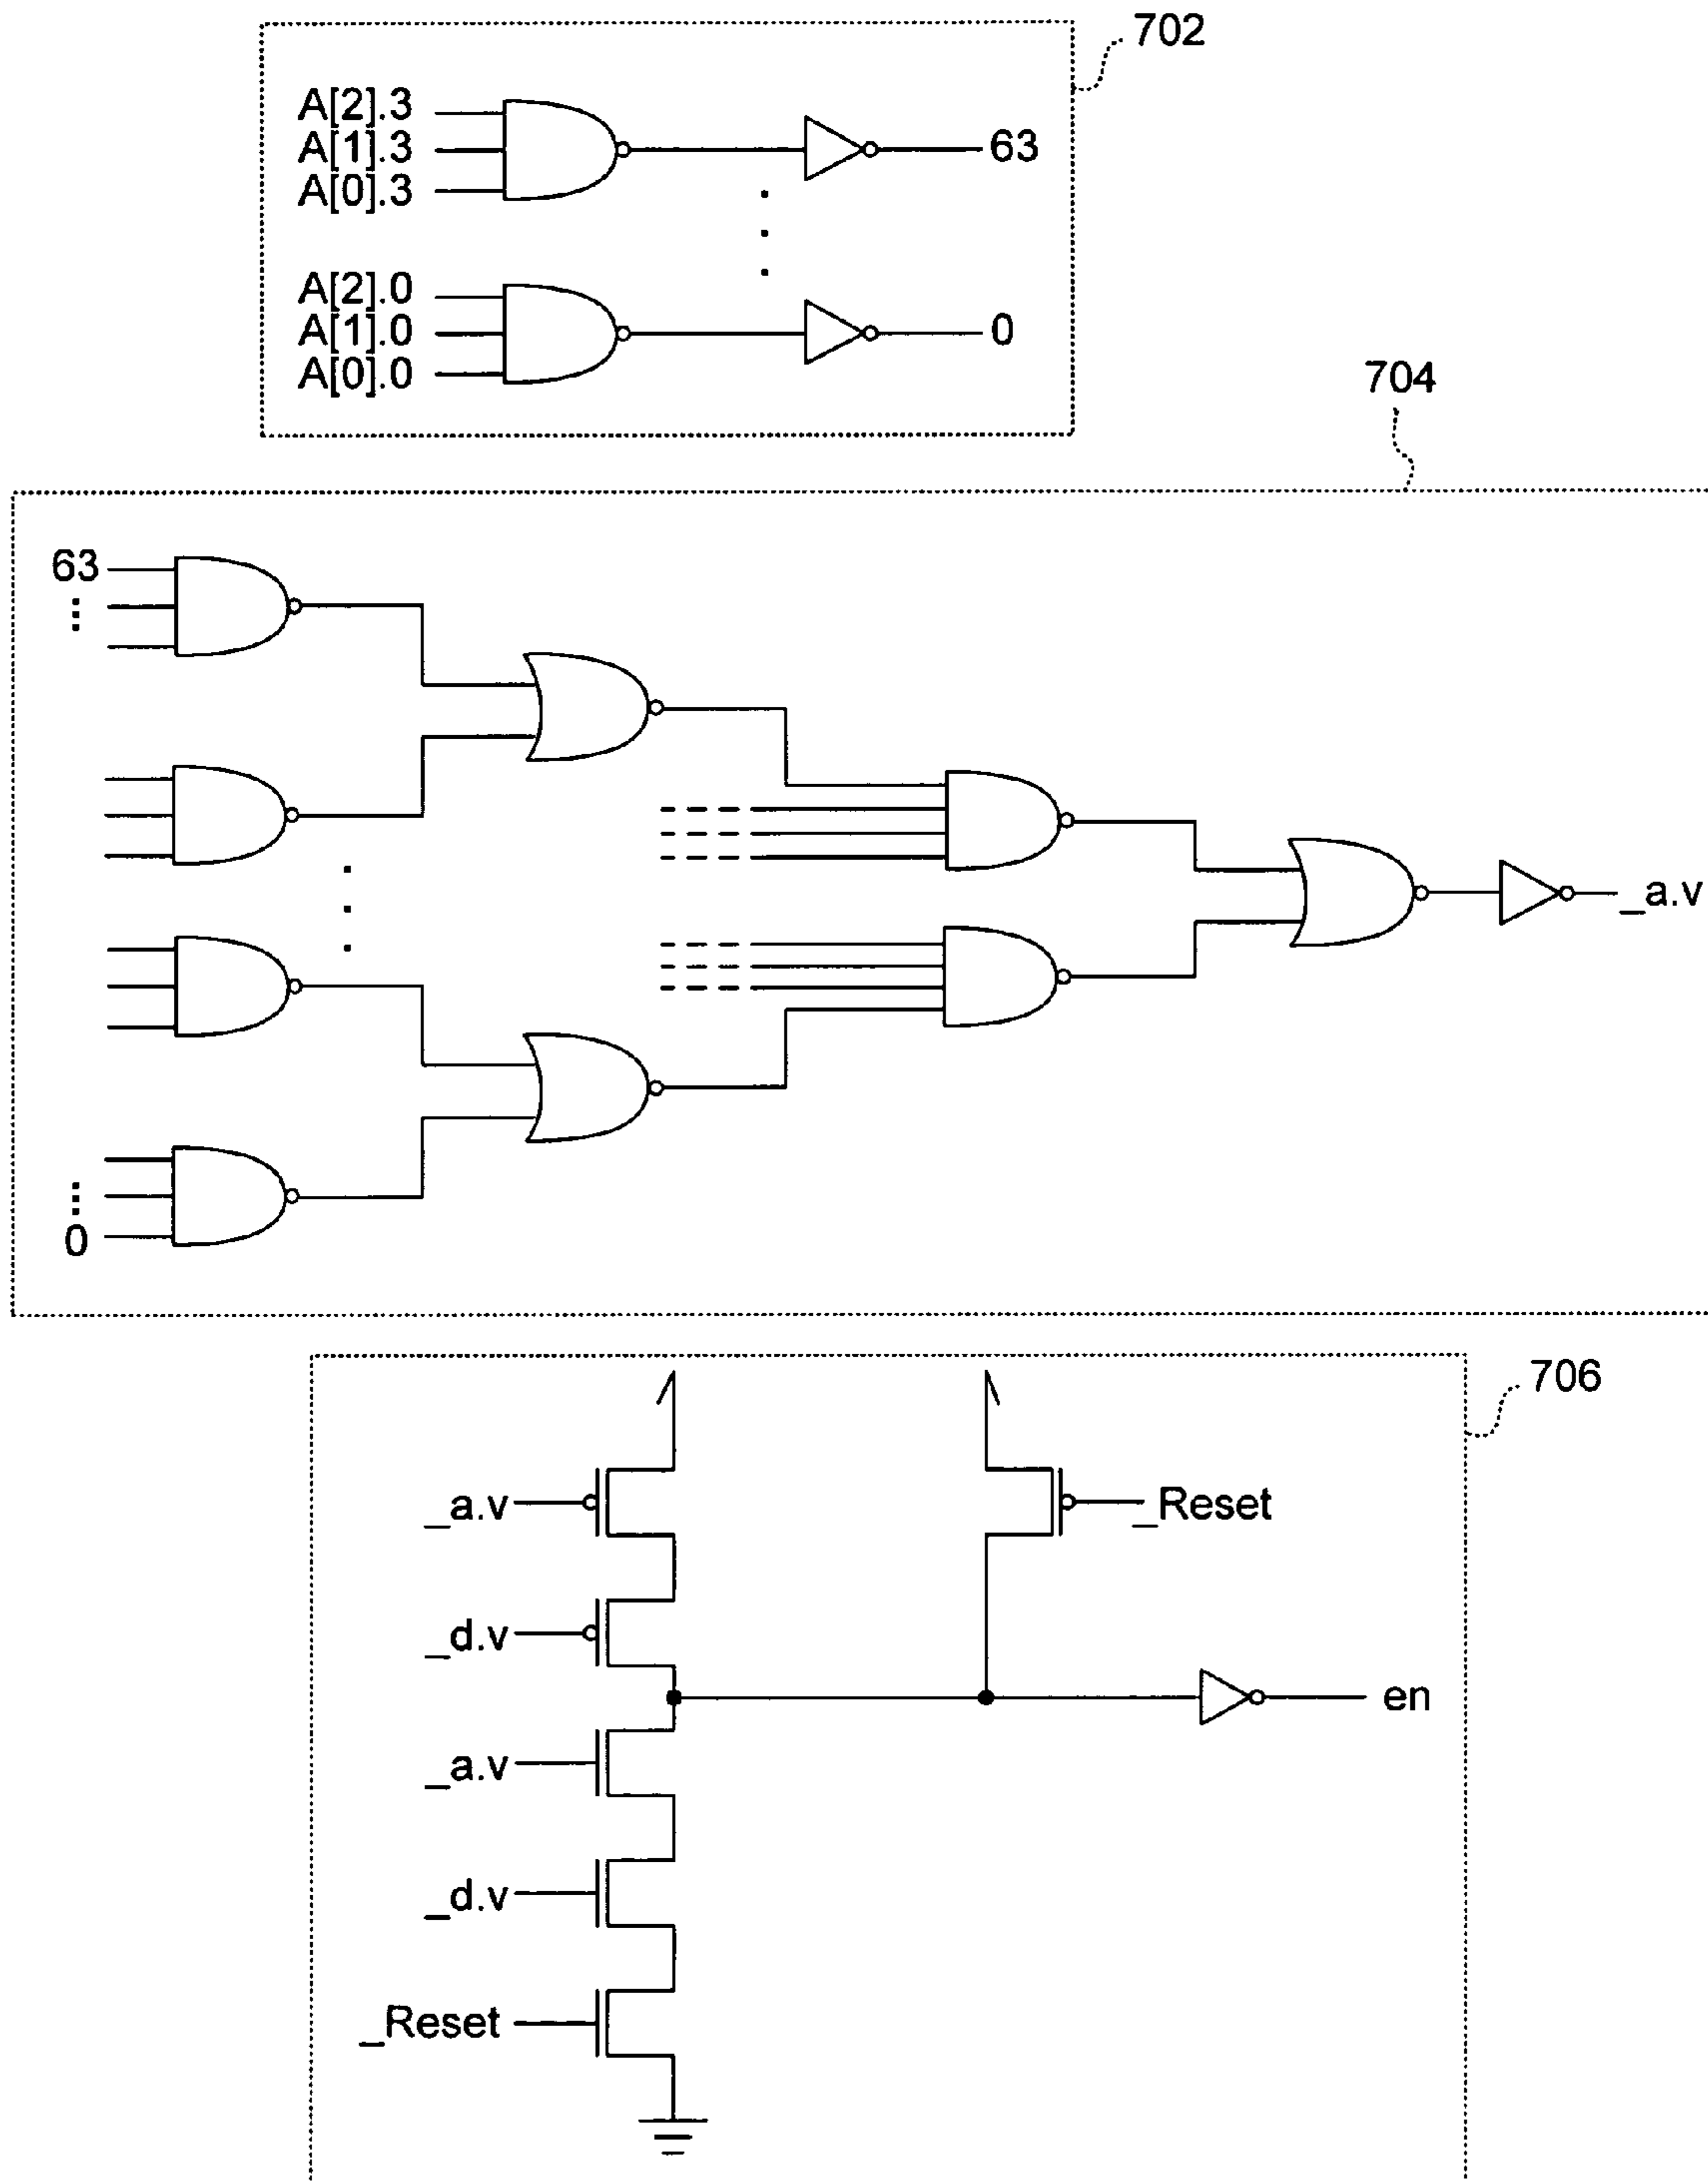 702
A[2].3
A[1].3
A[0].3
63
A[2].0
A[1].0
A[0].0
0
704
63
0
_a.v
706
_a.v
_Reset
_d.v
en
_a.v
_d.v
_Reset